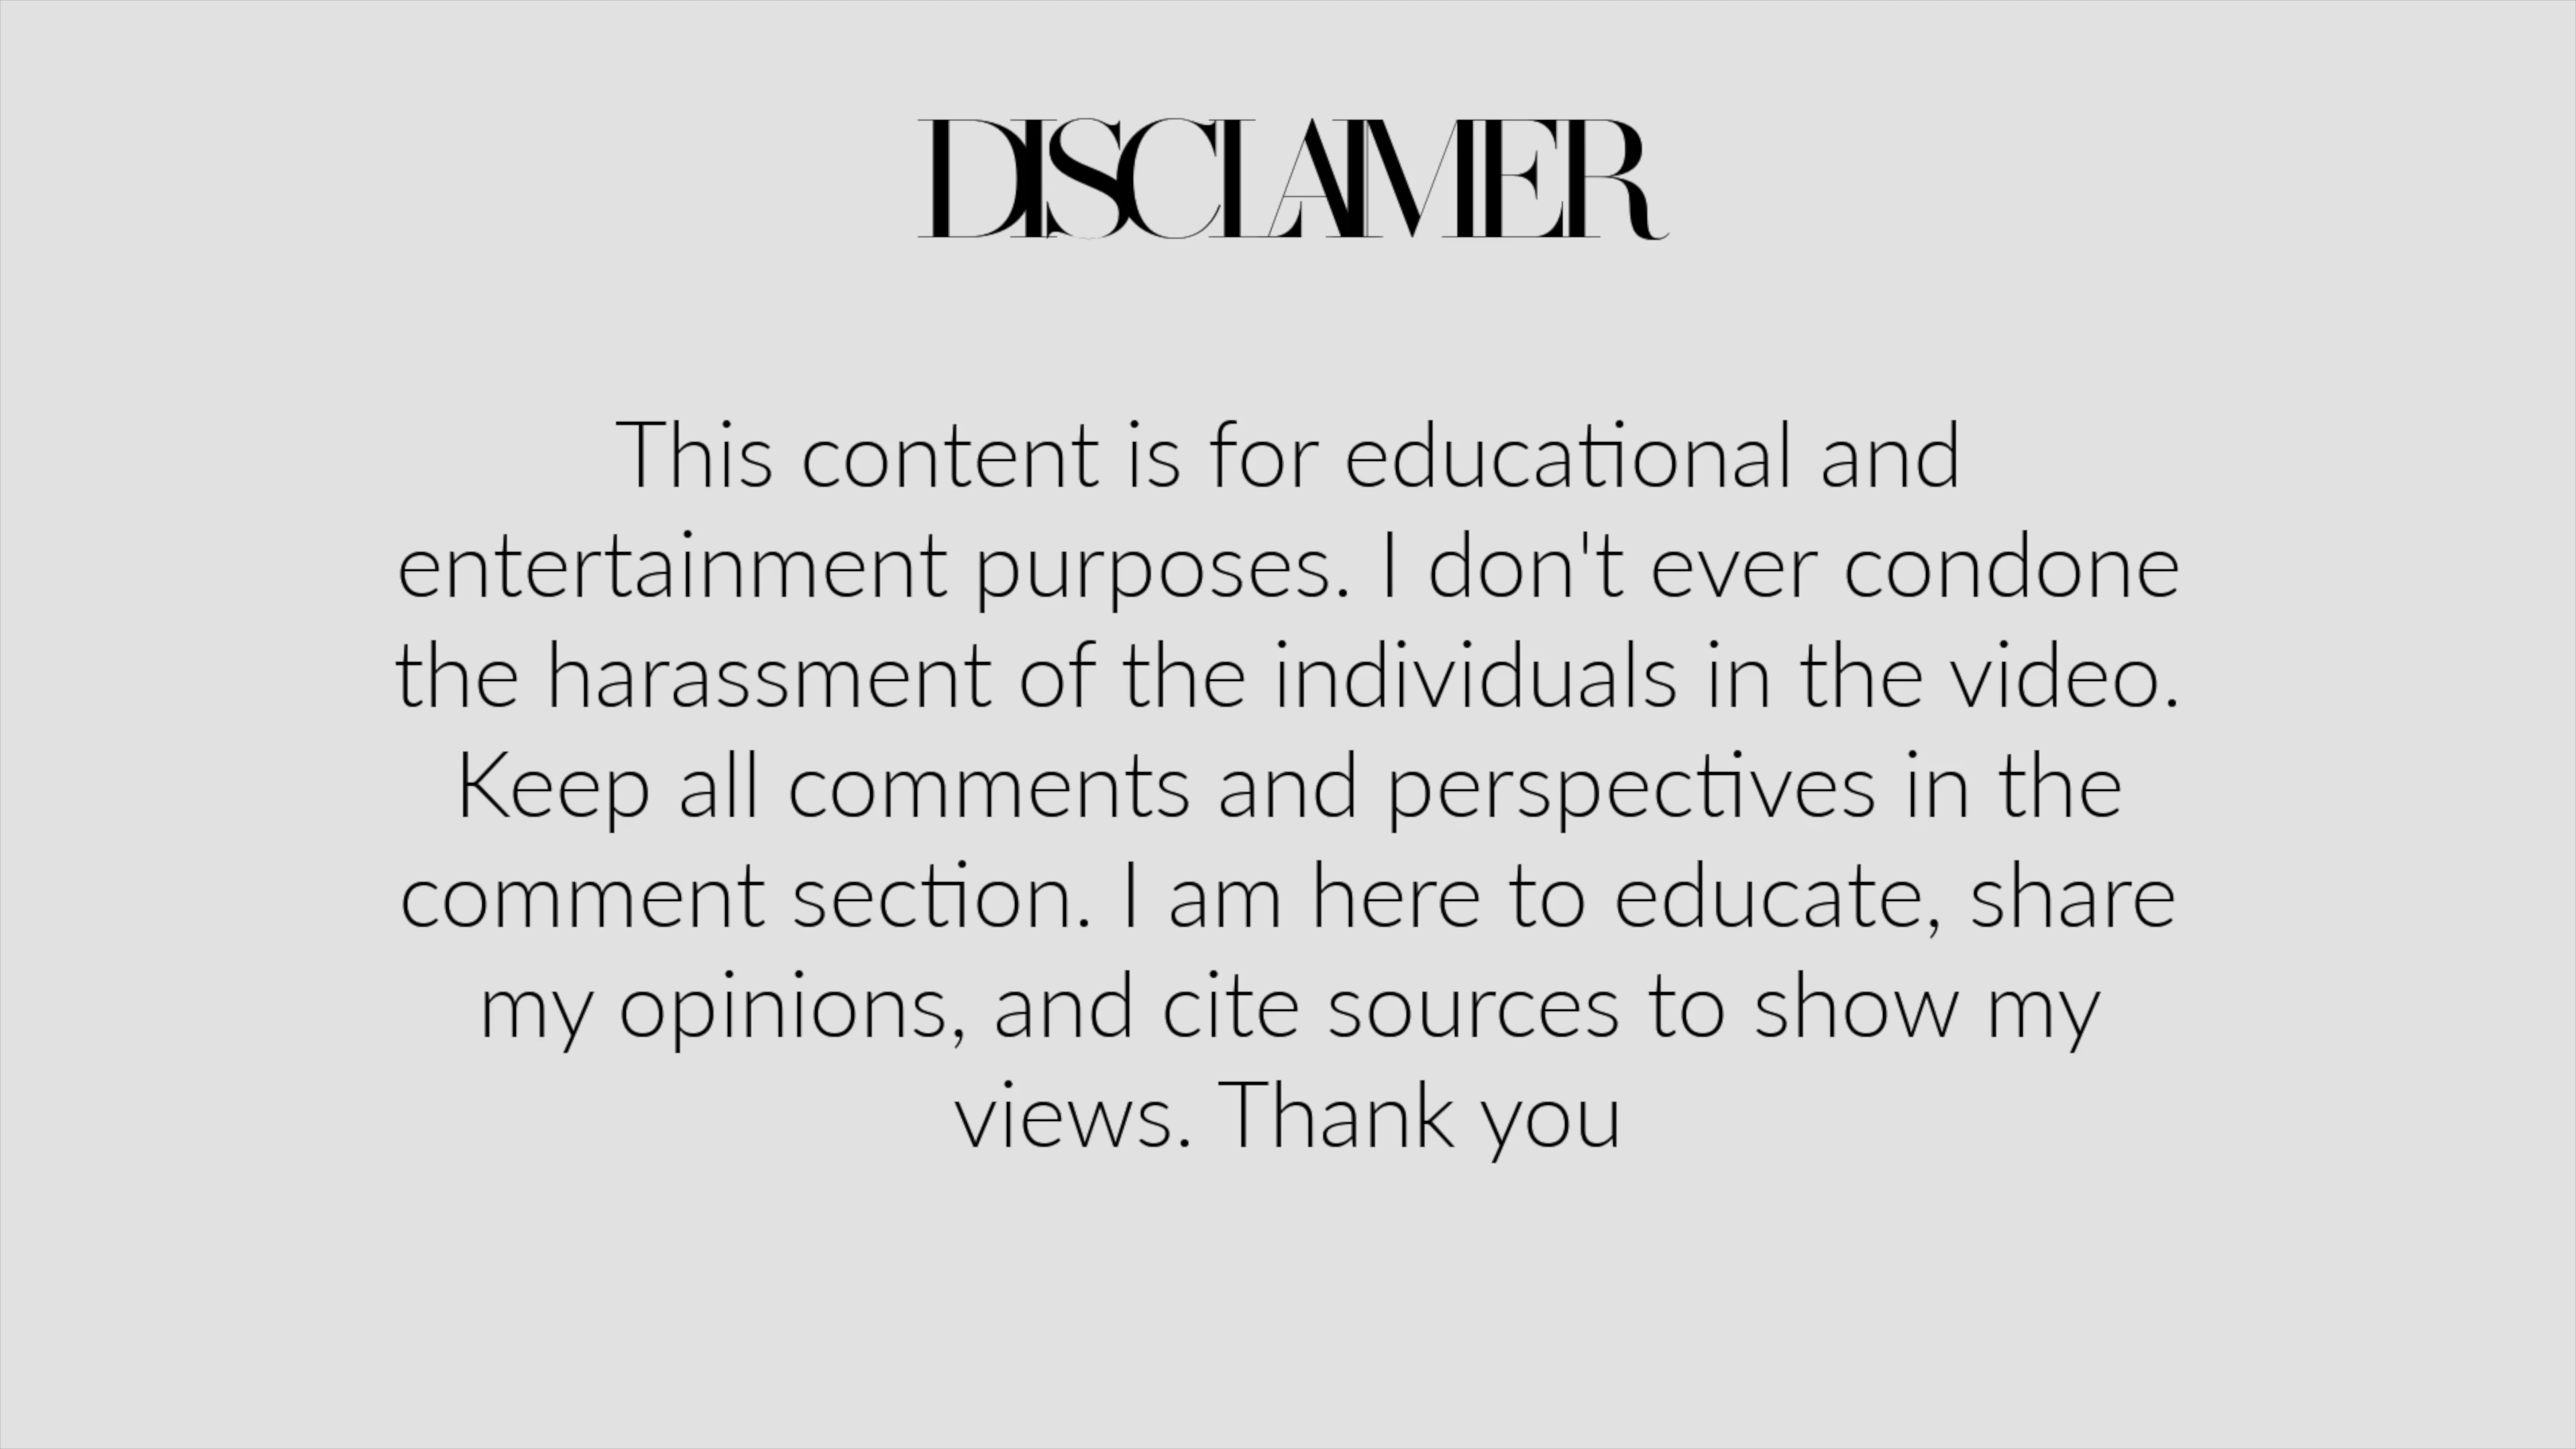 DISCLAIMER
This content is for educational and
entertainment purposes. I don't ever condone
the harassment of the individuals in the video.
Keep all comments and perspectives in the
comment section. I am here to educate, share
my opinions, and cite sources to show my
views. Thank you